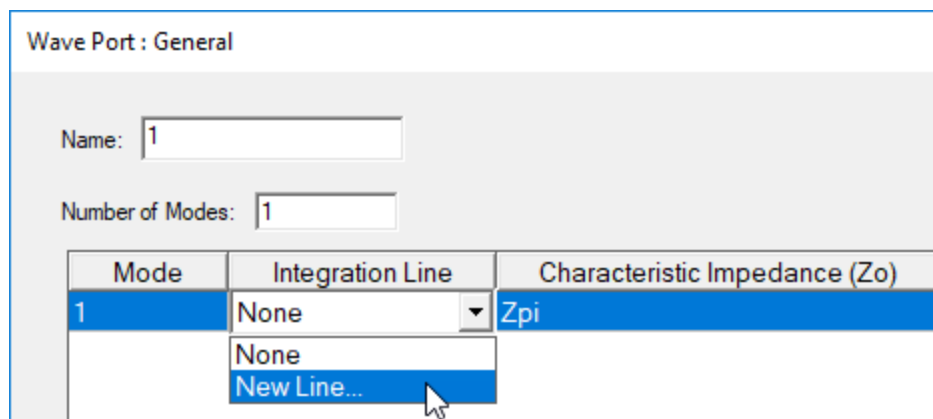 Wave Port : General
Name: 1
Number of Modes: 1
Mode Integration Line Characteristic Impedance (Zo)
1 None Zpi
None
New Line...